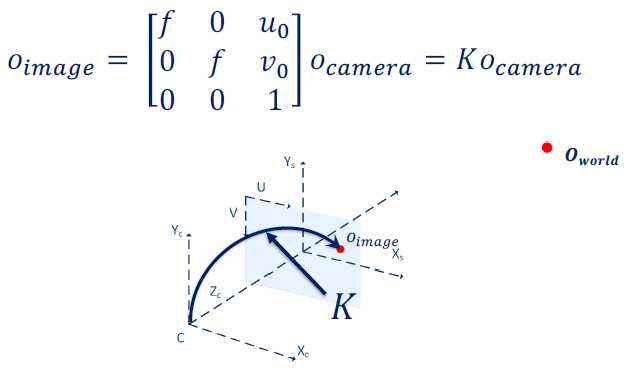 o_image = [f 0 u_0; 0 f v_0; 0 0 1] o_camera = K o_camera
o_world
Y_s
U
V
Y_c
o_image
X_s
Z_c
K
C
X_c